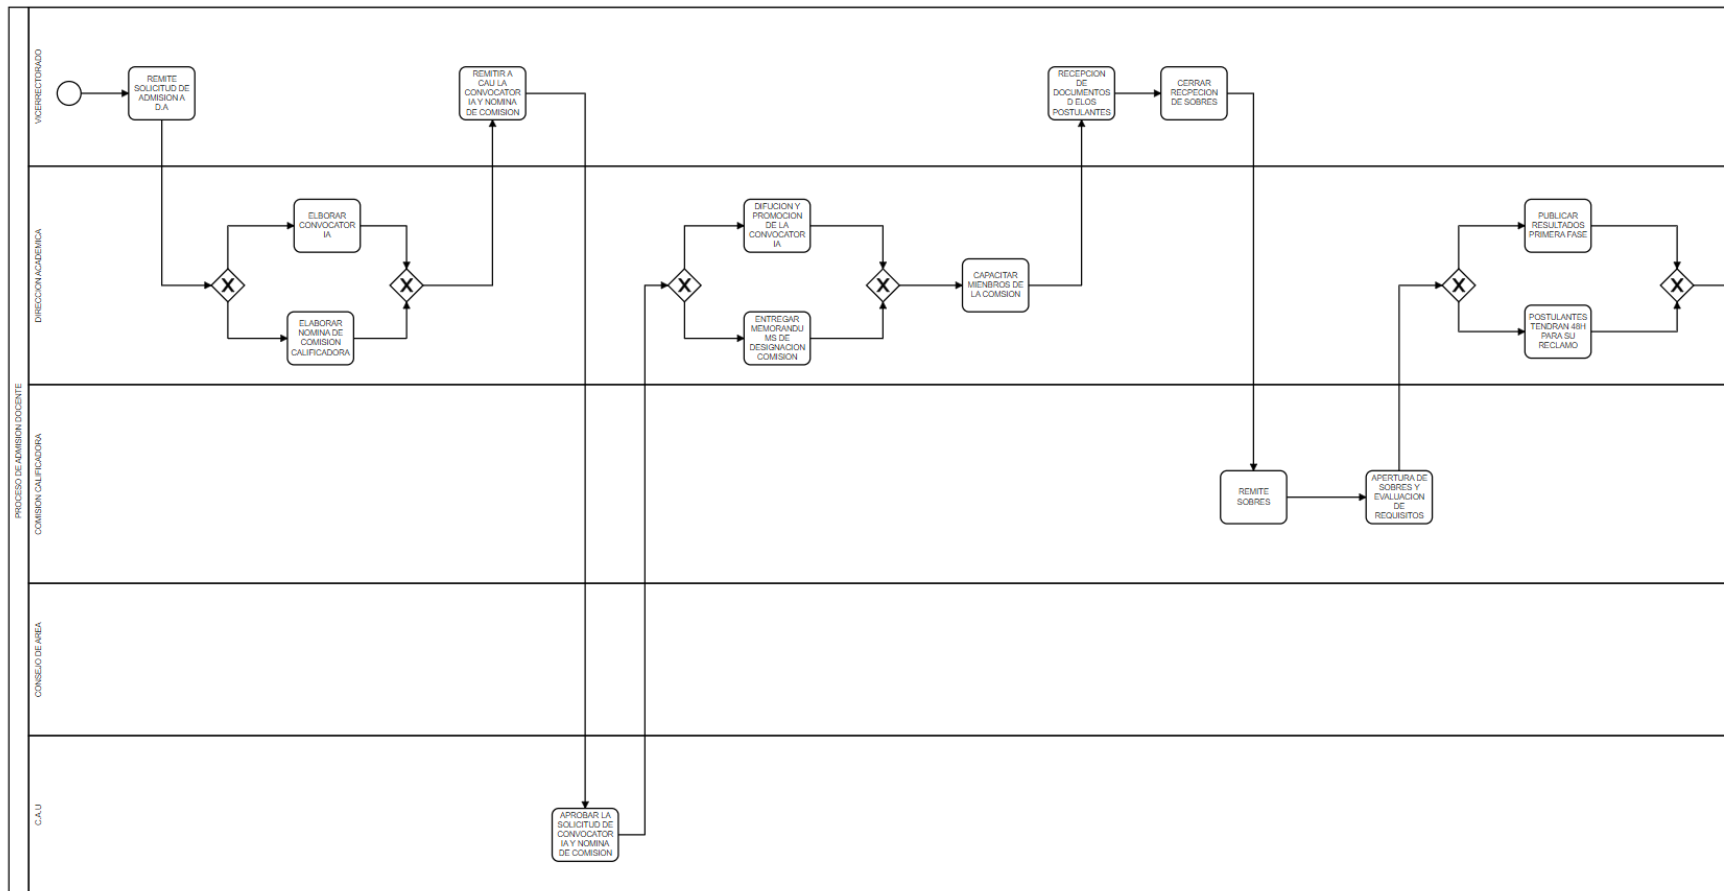 PROCESO DE ADMISION DOCENTE
VICERRECTORADO
REMITE
SOLICITUD DE
ADMISION A
D.A
REMITIR A
CAU LA
CONVOCATOR
IA Y NOMINA
DE COMISION
RECEPCION
DE
DOCUMENTOS
D ELOS
POSTULANTES
CERRAR
RECPECION
DE SOBRES
DIRECCION ACADEMICA
X
ELBORAR
CONVOCATOR
IA
ELABORAR
NOMINA DE
COMISION
CALIFICADORA
X
X
DIFUCION Y
PROMOCION
DE LA
CONVOCATOR
IA
ENTREGAR
MEMORANDU
MS DE
DESIGNACION
COMISION
X
CAPACITAR
MIENBROS DE
LA COMSION
X
PUBLICAR
RESULTADOS
PRIMERA FASE
POSTULANTES
TENDRAN 48H
PARA SU
RECLAMO
X
COMISION CALIFICADORA
REMITE
SOBRES
APERTURA DE
SOBRES Y
EVALUACION
DE
REQUISITOS
CONSEJO DE AREA
C.A.U
APROBAR LA
SOLICITUD DE
CONVOCATOR
IA Y NOMINA
DE COMISION